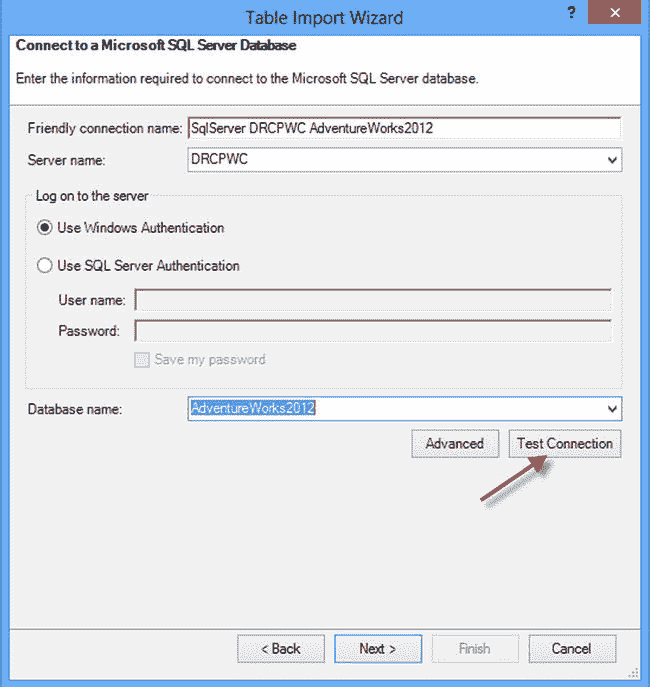 Table Import Wizard
?
Connect to a Microsoft SQL Server Database
Enter the information required to connect to the Microsoft SQL Server database.
Friendly connection name: SqlServer DRCPWC AdventureWorks2012
Server name: DRCPWC
Log on to the server
Use Windows Authentication
Use SQL Server Authentication
User name:
Password:
Save my password
Database name: AdventureWorks2012
Advanced Test Connection
< Back Next > Finish Cancel